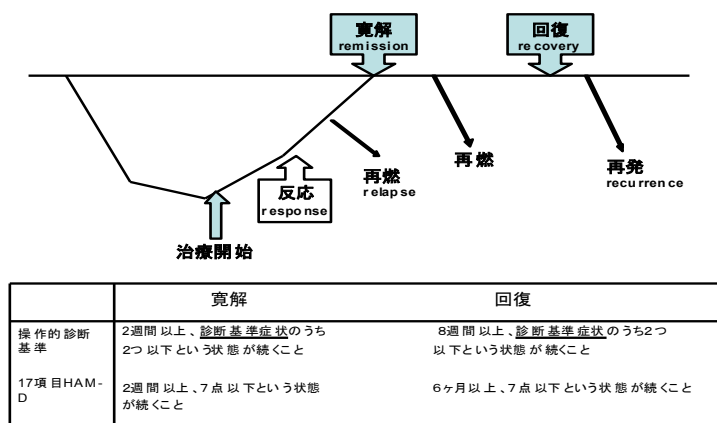 寛解
remission
回復
recovery
再燃
relapse
再燃
再発
recurrence
反応
response
治療開始
寛解
回復
操作的診断
基準
2週間以上、診断基準症状のうち
2つ以下という状態が続くこと
8週間以上、診断基準症状のうち2つ
以下という状態が続くこと
17項目HAM-
D
2週間以上、7点以下という状態
が続くこと
6ヶ月以上、7点以下という状態が続くこと